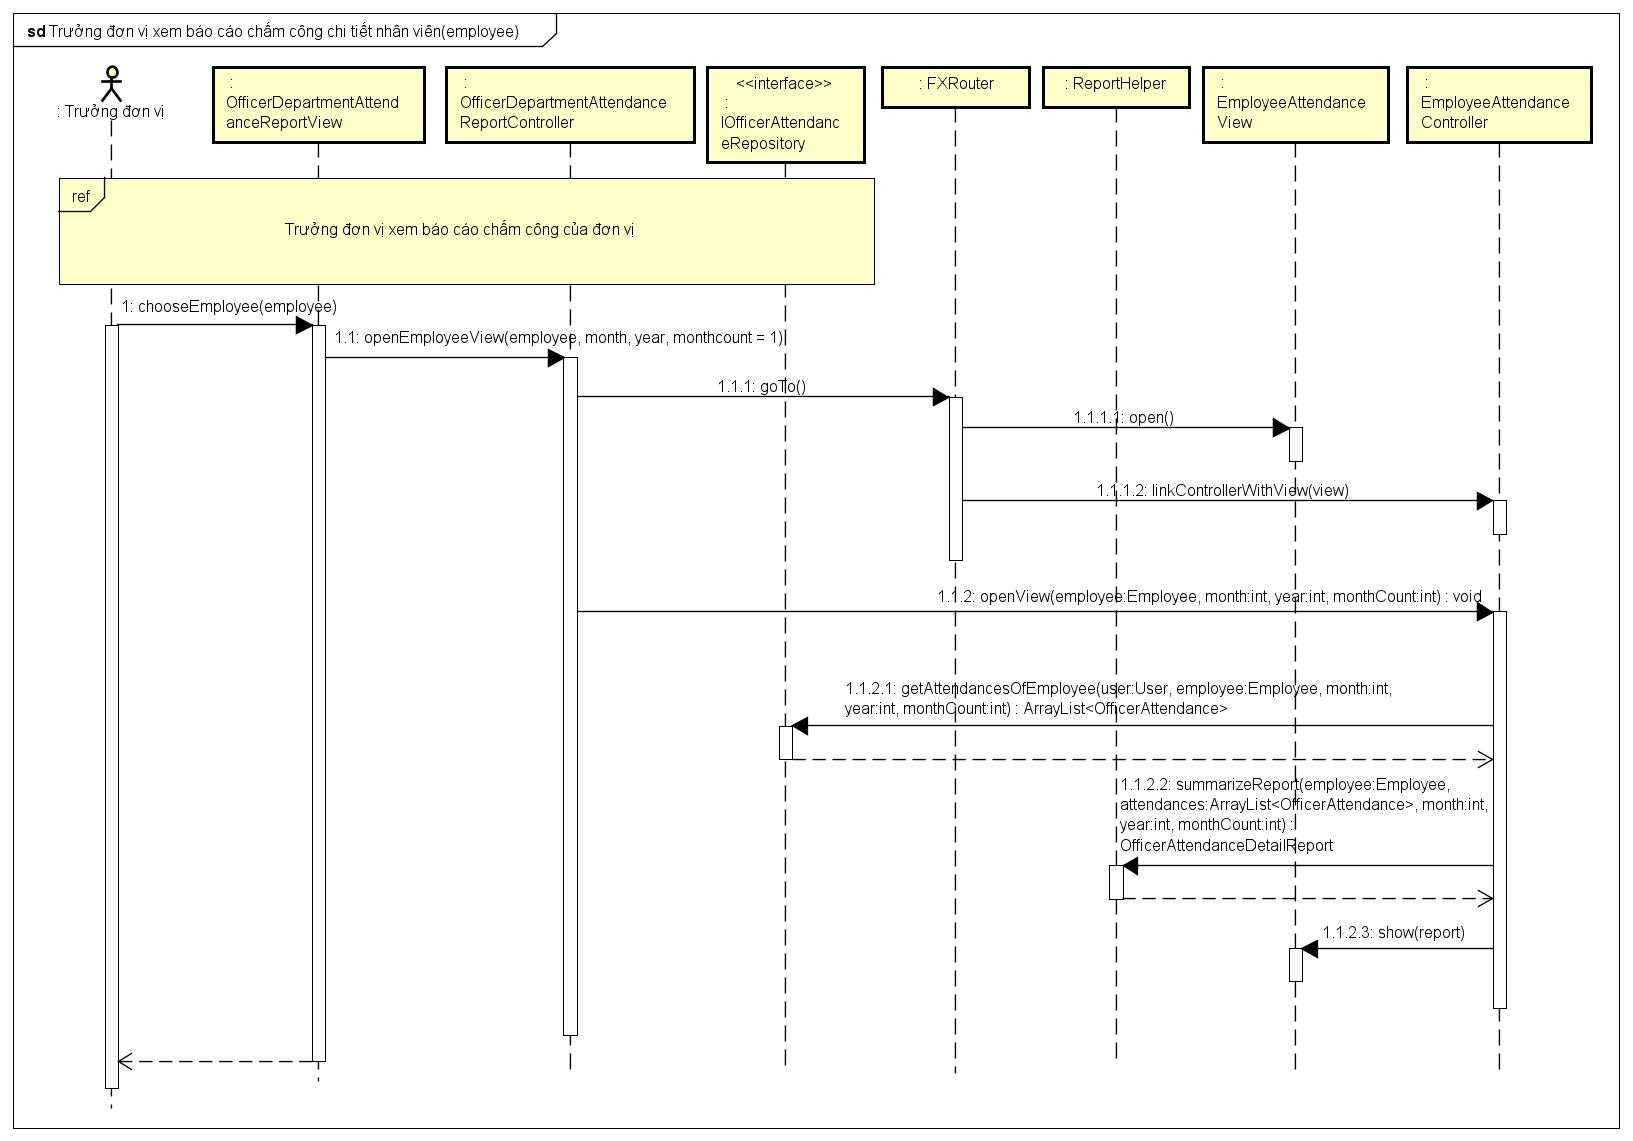 sd Trưởng đơn vị xem báo cáo chấm công chi tiết nhân viên(employee)
: Trưởng đơn vị
:
OfficerDepartmentAttend
anceReportView
:
OfficerDepartmentAttendance
ReportController
<<interface>>
:
IOfficerAttendanc
eRepository
: FXRouter
: ReportHelper
:
EmployeeAttendance
View
:
EmployeeAttendance
Controller
ref
Trưởng đơn vị xem báo cáo chấm công của đơn vị
1: chooseEmployee(employee)
1.1: openEmployeeView(employee, month, year, monthcount = 1)
1.1.1: goTo()
1.1.1.1: open()
1.1.1.2: linkControllerWithView(view)
1.1.2: openView(employee:Employee, month:int, year:int, monthCount:int) : void
1.1.2.1: getAttendancesOfEmployee(user:User, employee:Employee, month:int,
year:int, monthCount:int) : ArrayList<OfficerAttendance>
1.1.2.2: summarizeReport(employee:Employee,
attendances:ArrayList<OfficerAttendance>, month:int,
year:int, monthCount:int) :
OfficerAttendanceDetailReport
1.1.2.3: show(report)